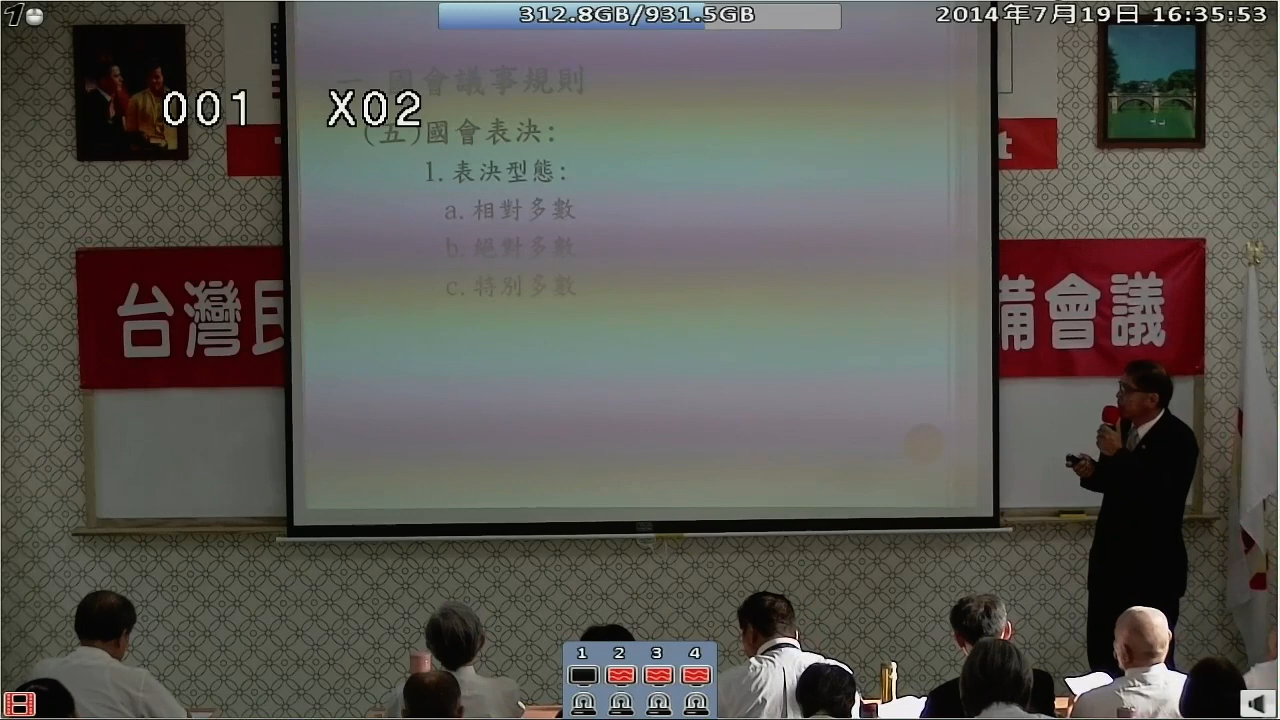 312.8GB/931.5GB
2014年7月19日 16:35:53
001 X02
一 國會議事規則
(五)國會表決:
1. 表決型態:
a. 相對多數
b. 絕對多數
c. 特別多數
t
台灣民
備會議
1 2 3 4